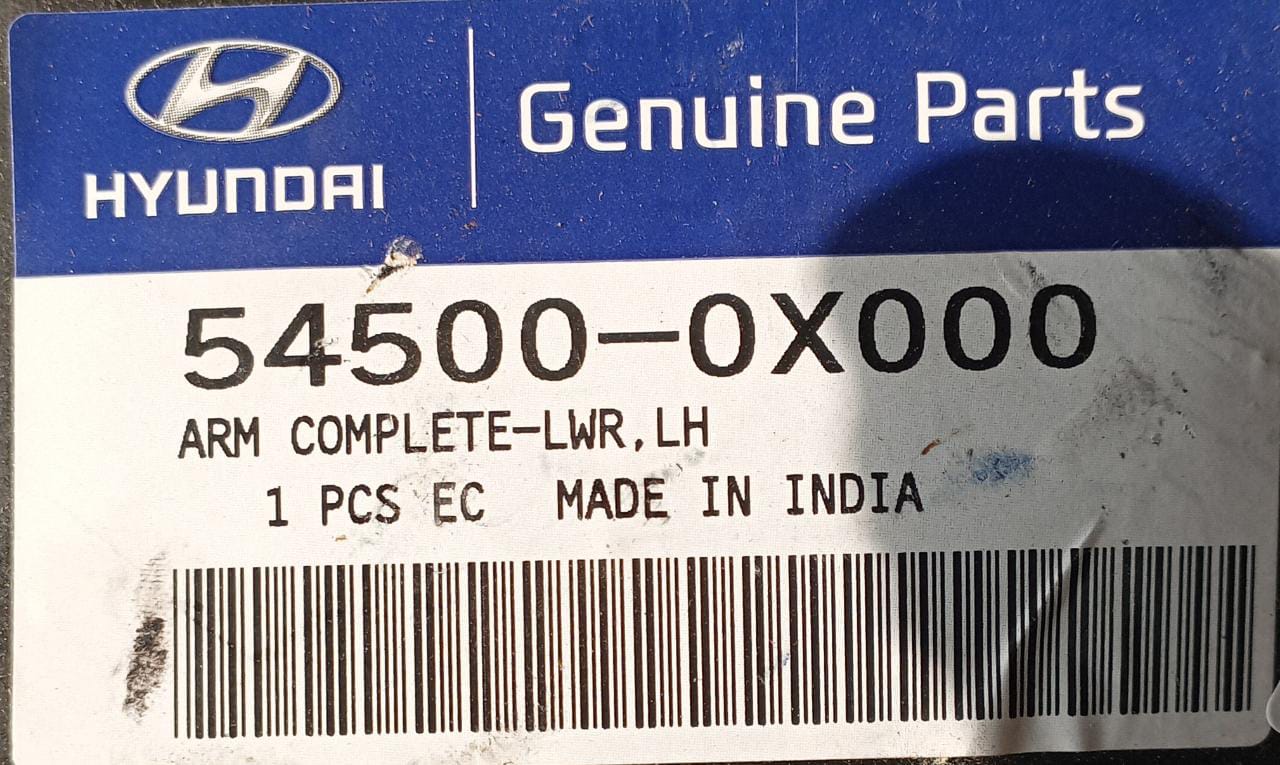 HYUNDAI
Genuine Parts
54500-0X000
ARM COMPLETE-LWR,LH
1 PCS EC MADE IN INDIA